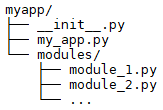 myapp/
├── __init__.py
├── my_app.py
└── modules/
    ├── module_1.py
    ├── module_2.py
    └── ...